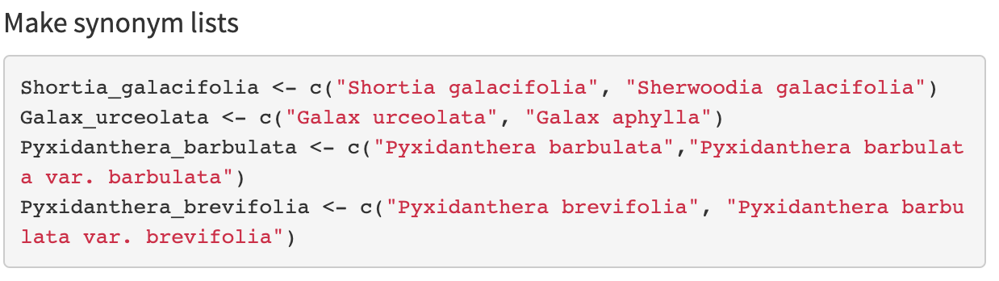 Make synonym lists
Shortia_galacifolia <- c("Shortia galacifolia", "Sherwoodia galacifolia")
Galax_urceolata <- c("Galax urceolata", "Galax aphylla")
Pyxidanthera_barbulata <- c("Pyxidanthera barbulata","Pyxidanthera barbulat
a var. barbulata")
Pyxidanthera_brevifolia <- c("Pyxidanthera brevifolia", "Pyxidanthera barbu
lata var. brevifolia")